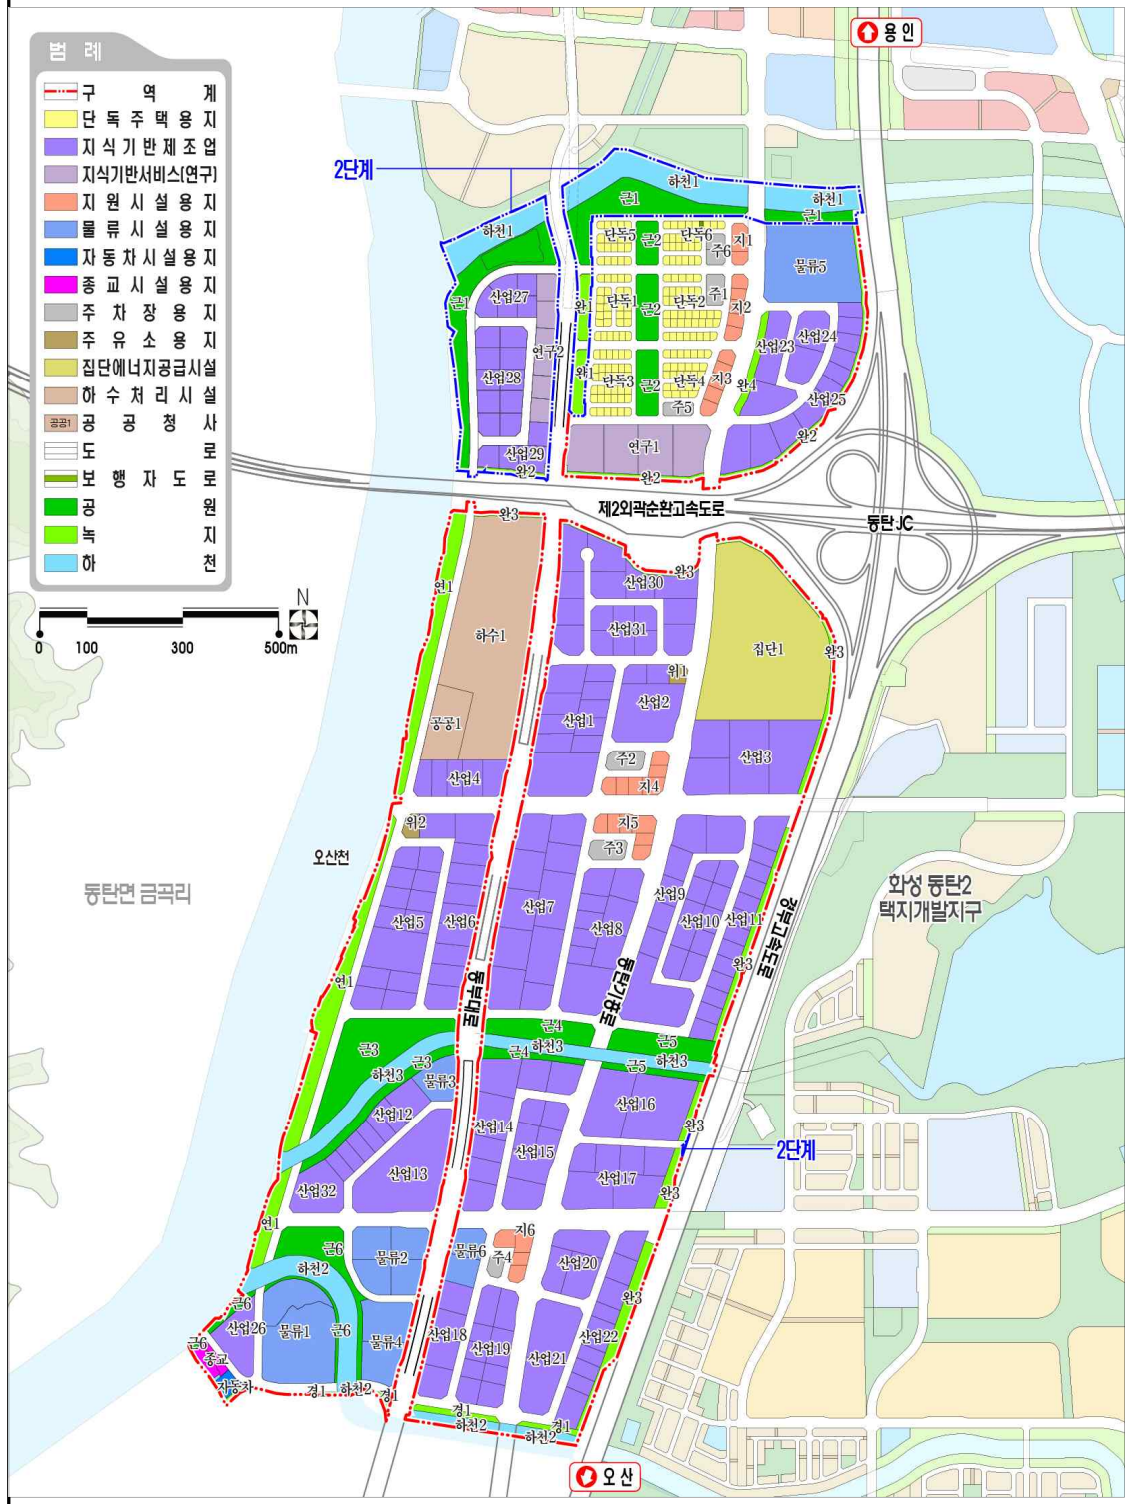 용인
범 례
구 역 계
단 독 주 택 용 지
지 식 기 반 제 조 업
지식기반서비스(연구)
지 원 시 설 용 지
물 류 시 설 용 지
자 동 차 시 설 용 지
종 교 시 설 용 지
주 차 장 용 지
주 유 소 용 지
집단에너지공급시설
하 수 처 리 시 설
공공1 공 공 청 사
도 로
보 행 자 도 로
공 원
녹 지
하 천
N
0 100 300 500m
2단계
하천1
하천1
하천1
근1
근1
단독5
근2
단독6
지1
주6
물류5
근1
산업27
완1
단독1
근2
단독2
주1
지2
연구2
산업23
산업24
산업28
완1
단독3
근2
단독4
지3
완4
주5
산업25
산업29
완2
연구1
완2
완2
제2외곽순환고속도로
동탄JC
완3
연1
하수1
산업30
완3
산업31
집단1
완3
위1
산업2
공공1
산업1
산업4
주2
지4
산업3
위2
지5
주3
오산천
동탄면 금곡리
화성 동탄2
택지개발지구
산업5
산업6
산업7
산업8
산업9
산업10
산업11
경부고속도로
완3
연1
동부대로
동탄기흥로
근4
근5
근3
근3
하천3
근4
하천3
근5
하천3
물류3
산업12
산업14
산업16
완3
2단계
산업15
산업13
산업17
완3
산업32
연1
근6
하천2
물류2
물류6
지6
주4
산업20
완3
근6
산업26
물류1
근6
물류4
산업18
산업19
산업21
산업22
근6
종교
자동차
경1
하천2
경1
경1
하천2
경1
하천2
오산